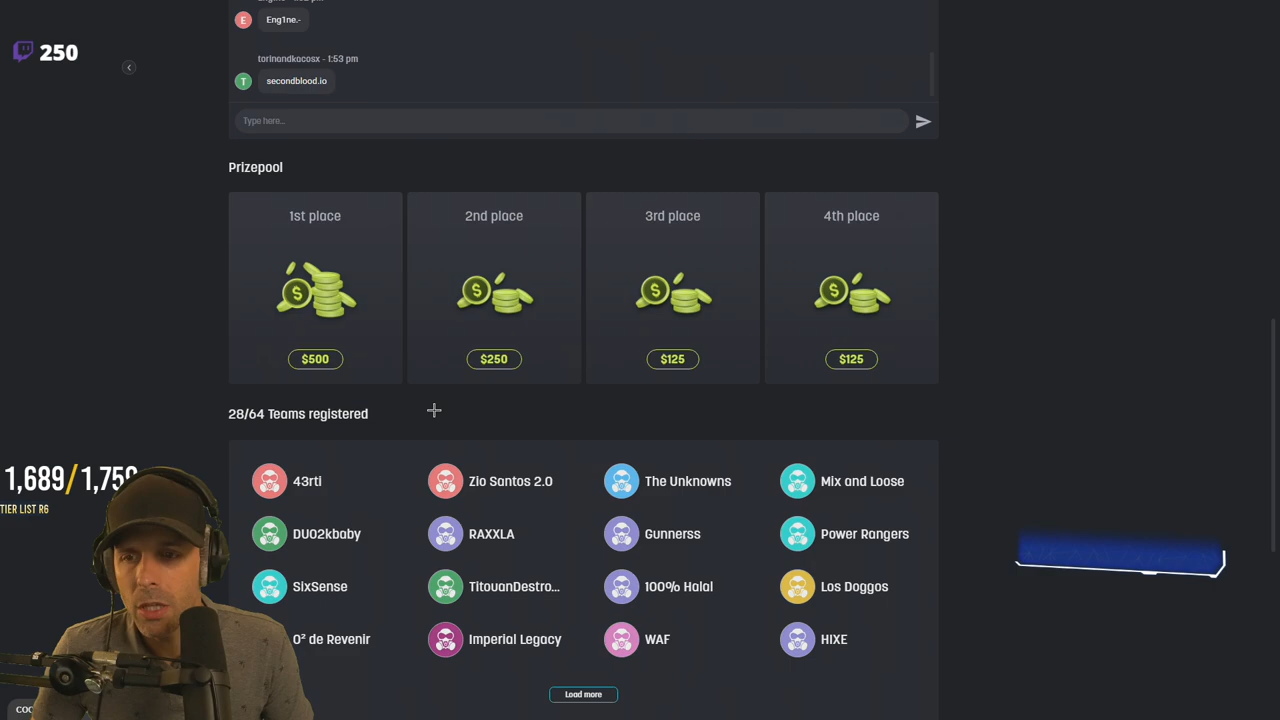 Eng1ne.-
250
torinondkocosx - 1:53 pm
T
secondblood.io
Type here...
Prizepool
1st place
2nd place
3rd place
4th place
$500
$250
$125
$125
28/64 Teams registered
43rti
Zio Santos 2.0
The Unknowns
Mix and Loose
1,689/1,750
TIER LIST R6
DUO2kbaby
RAXXLA
Gunnerss
Power Rangers
SixSense
TitouanDestro...
100% Halal
Los Doggos
O² de Revenir
Imperial Legacy
WAF
HIXE
Load more